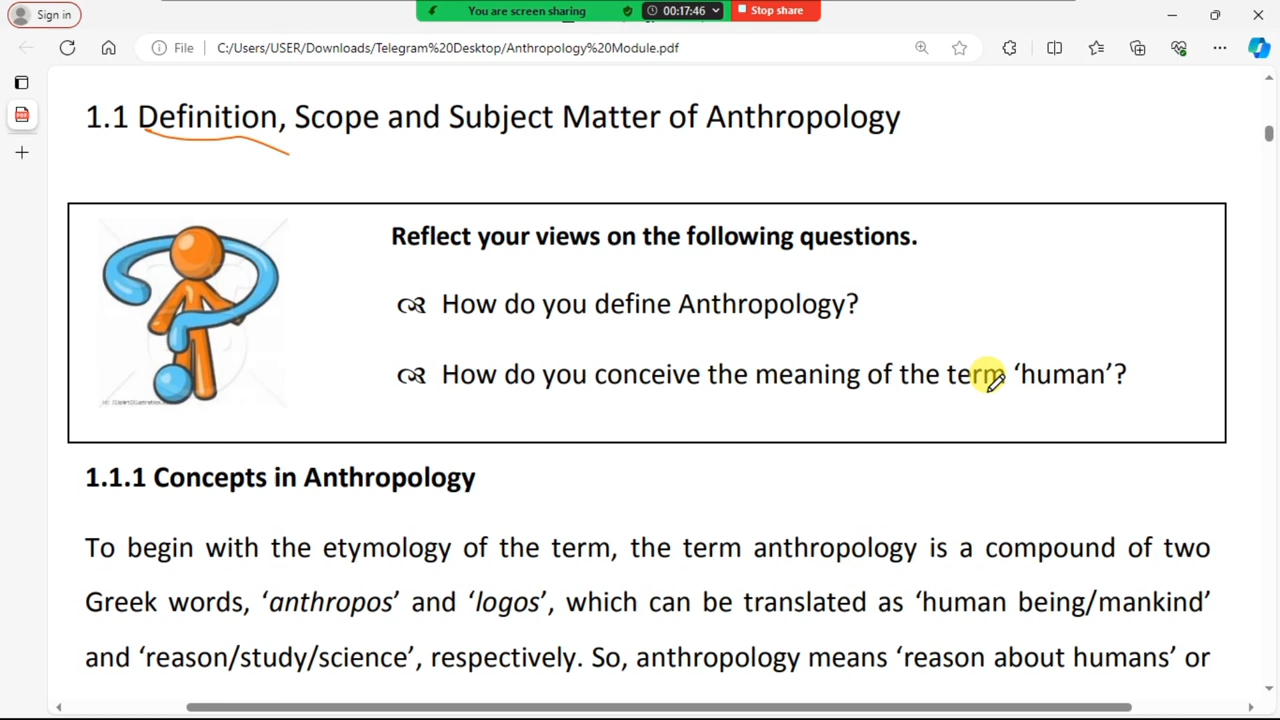 Sign in
You are screen sharing
00:17:46
Stop share
File
C:/Users/USER/Downloads/Telegram%20Desktop/Anthropology%20Module.pdf
1.1 Definition, Scope and Subject Matter of Anthropology
Reflect your views on the following questions.
How do you define Anthropology?
How do you conceive the meaning of the term ‘human’?
1.1.1 Concepts in Anthropology
To begin with the etymology of the term, the term anthropology is a compound of two
Greek words, ‘anthropos’ and ‘logos’, which can be translated as ‘human being/mankind’
and ‘reason/study/science’, respectively. So, anthropology means ‘reason about humans’ or